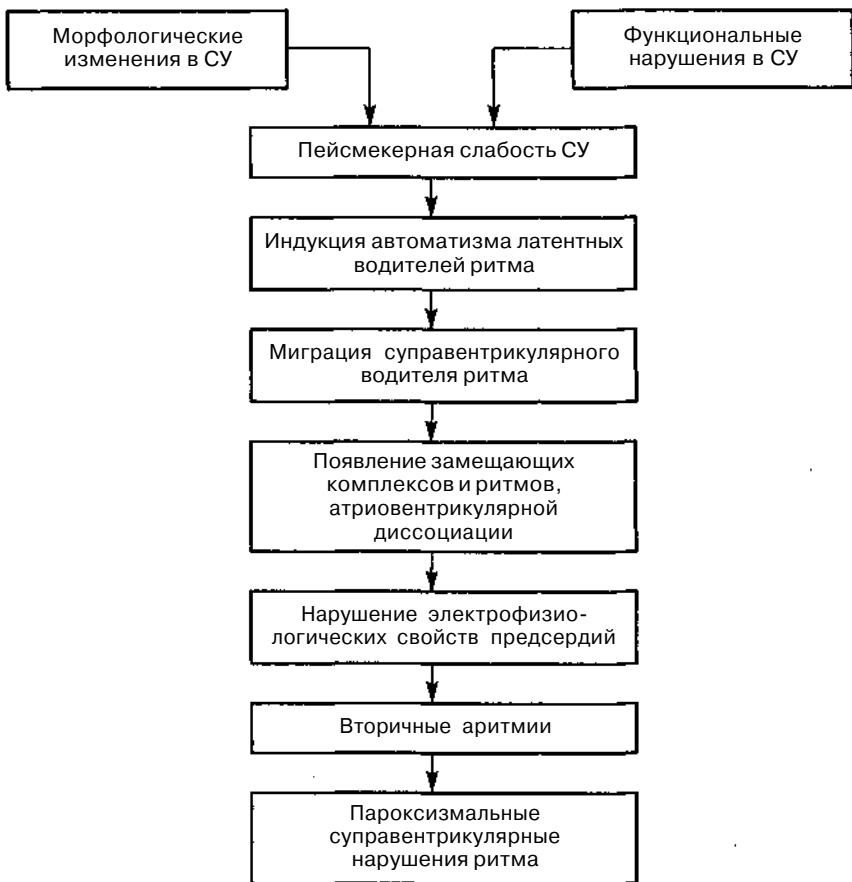 Морфологические
изменения в СУ
Функциональные
нарушения в СУ
Пейсмекерная слабость СУ
Индукция автоматизма латентных
водителей ритма
Миграция суправентрикулярного
водителя ритма
Появление замещающих
комплексов и ритмов,
атриовентрикулярной
диссоциации
Нарушение электрофизио-
логических свойств предсердий
Вторичные аритмии
Пароксизмальные
суправентрикулярные
нарушения ритма